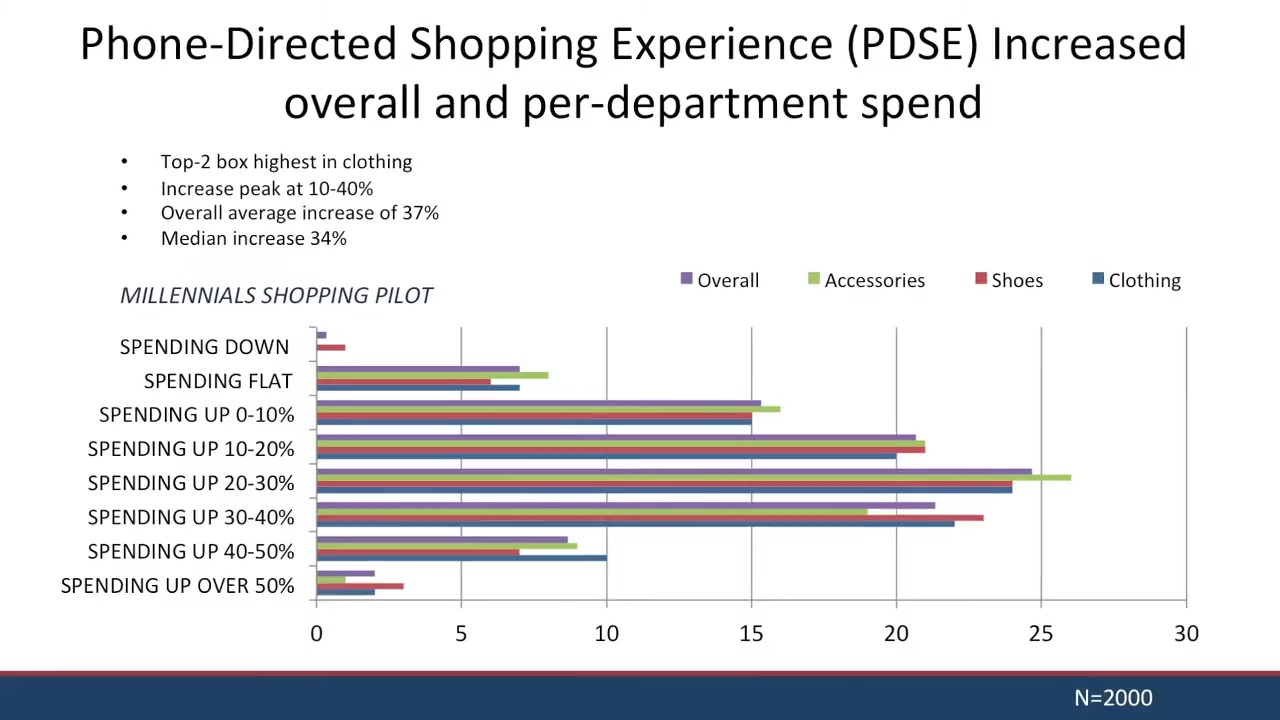 Phone-Directed Shopping Experience (PDSE) Increased
overall and per-department spend
• Top-2 box highest in clothing
• Increase peak at 10-40%
• Overall average increase of 37%
• Median increase 34%
MILLENNIALS SHOPPING PILOT
Overall Accessories Shoes Clothing
SPENDING DOWN
SPENDING FLAT
SPENDING UP 0-10%
SPENDING UP 10-20%
SPENDING UP 20-30%
SPENDING UP 30-40%
SPENDING UP 40-50%
SPENDING UP OVER 50%
0 5 10 15 20 25 30
N=2000